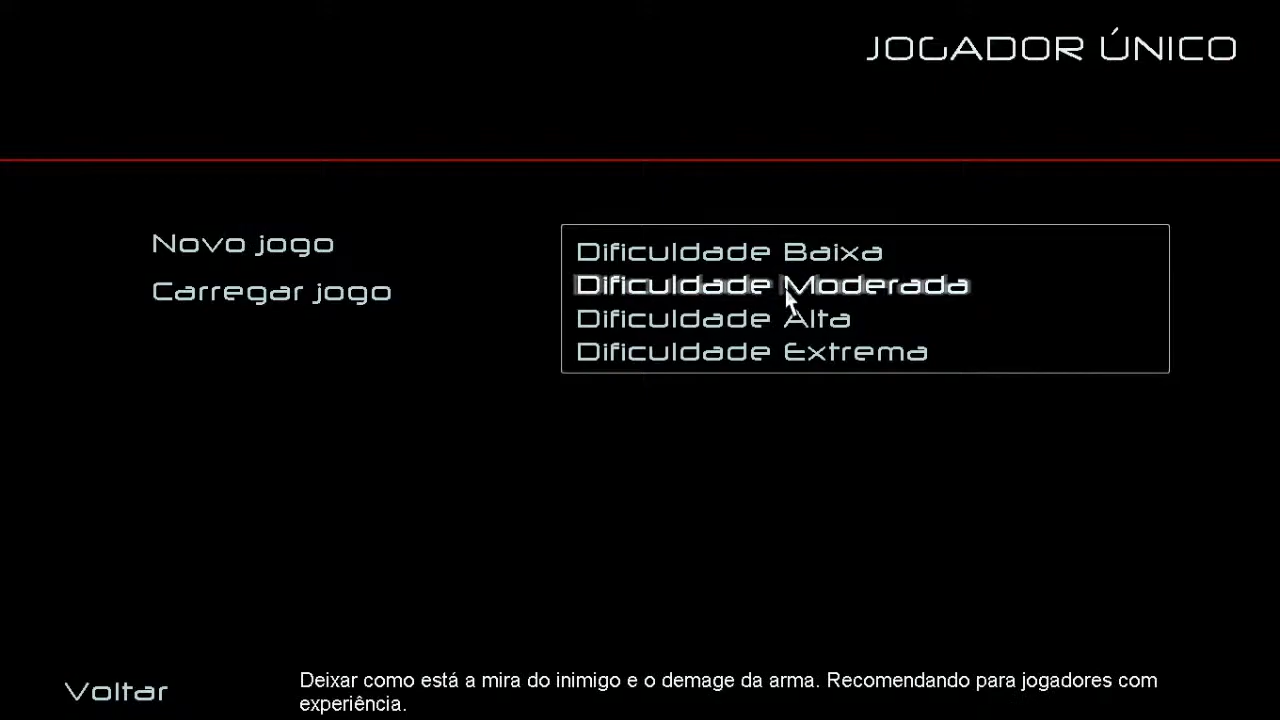 JOGADOR ÚNICO
Novo jogo
Carregar jogo
Dificuldade Baixa
Dificuldade Moderada
Dificuldade Alta
Dificuldade Extrema
Voltar
Deixar como está a mira do inimigo e o demage da arma. Recomendando para jogadores com
experiência.